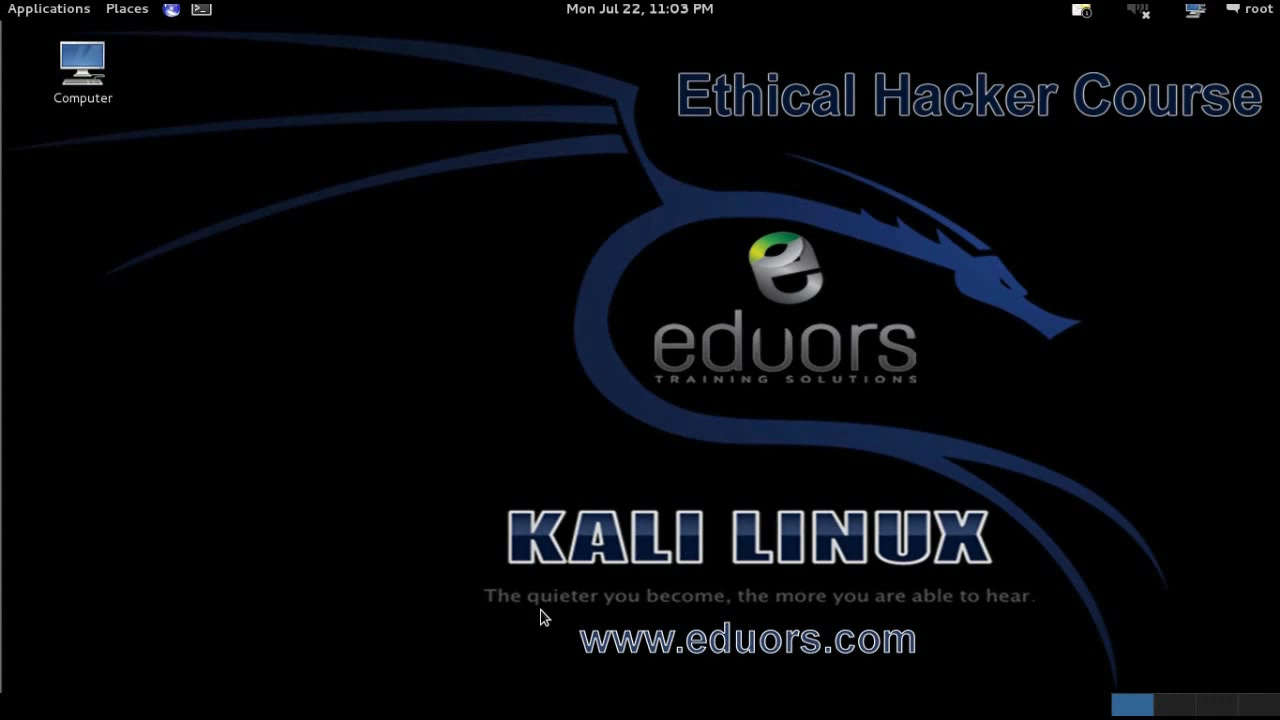 Applications Places Mon Jul 22, 11:03 PM root
Computer
Ethical Hacker Course
eduors
TRAINING SOLUTIONS
KALI LINUX
The quieter you become, the more you are able to hear.
www.eduors.com